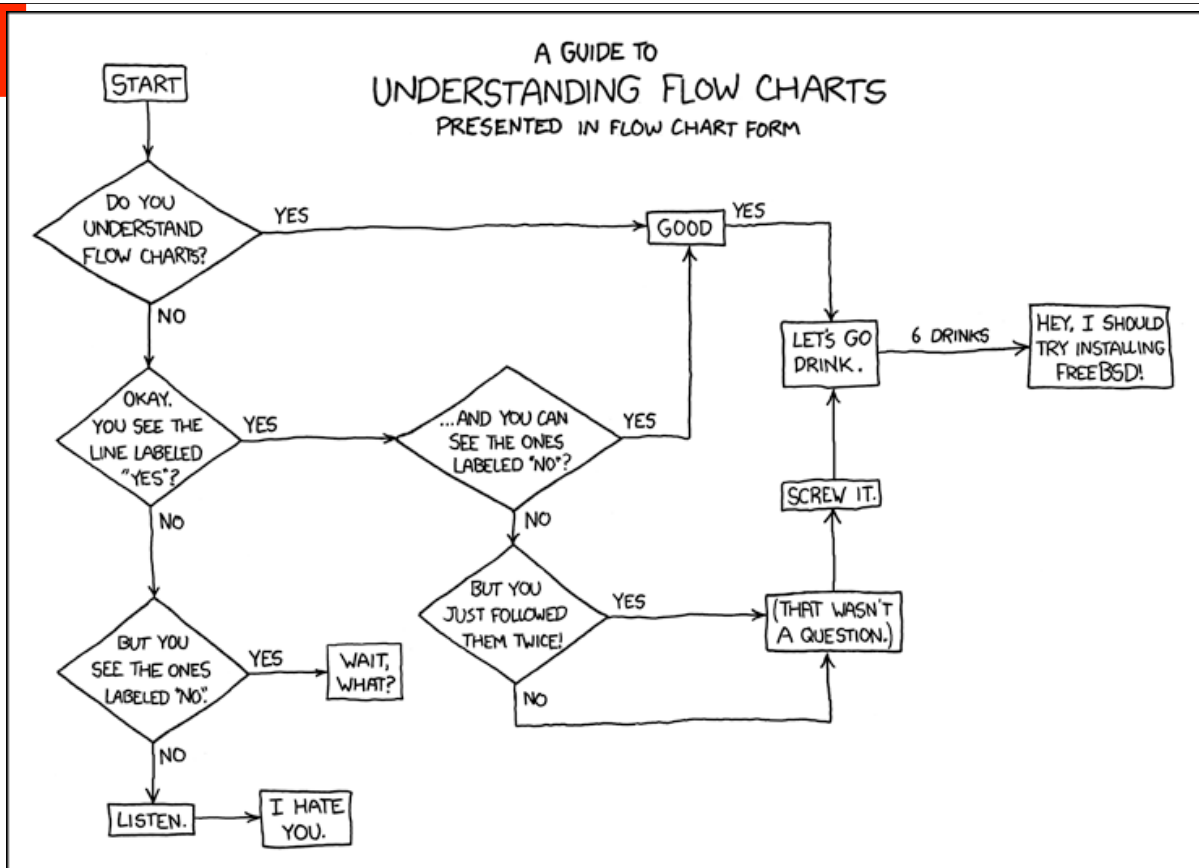 A GUIDE TO
UNDERSTANDING FLOW CHARTS
PRESENTED IN FLOW CHART FORM
START
DO YOU
UNDERSTAND
FLOW CHARTS?
YES
GOOD
YES
NO
LET'S GO
DRINK.
6 DRINKS
HEY, I SHOULD
TRY INSTALLING
FREEBSD!
OKAY.
YOU SEE THE
LINE LABELED
"YES"?
YES
...AND YOU CAN
SEE THE ONES
LABELED "NO"?
YES
NO
NO
SCREW IT.
BUT YOU
JUST FOLLOWED
THEM TWICE!
YES
(THAT WASN'T
A QUESTION.)
NO
BUT YOU
SEE THE ONES
LABELED "NO".
YES
WAIT,
WHAT?
NO
LISTEN.
I HATE
YOU.